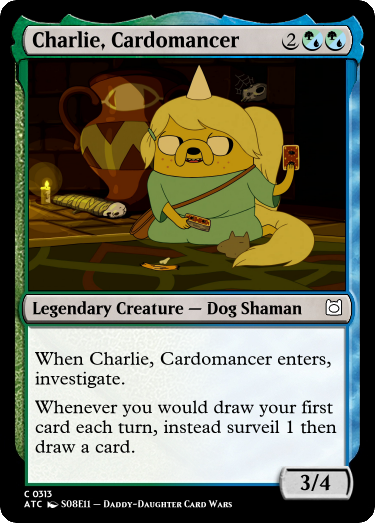 Charlie, Cardomancer 2
Legendary Creature — Dog Shaman
When Charlie, Cardomancer enters,
investigate.
Whenever you would draw your first
card each turn, instead surveil 1 then
draw a card.
3/4
C 0313
ATC S08E11 — Daddy-Daughter Card Wars